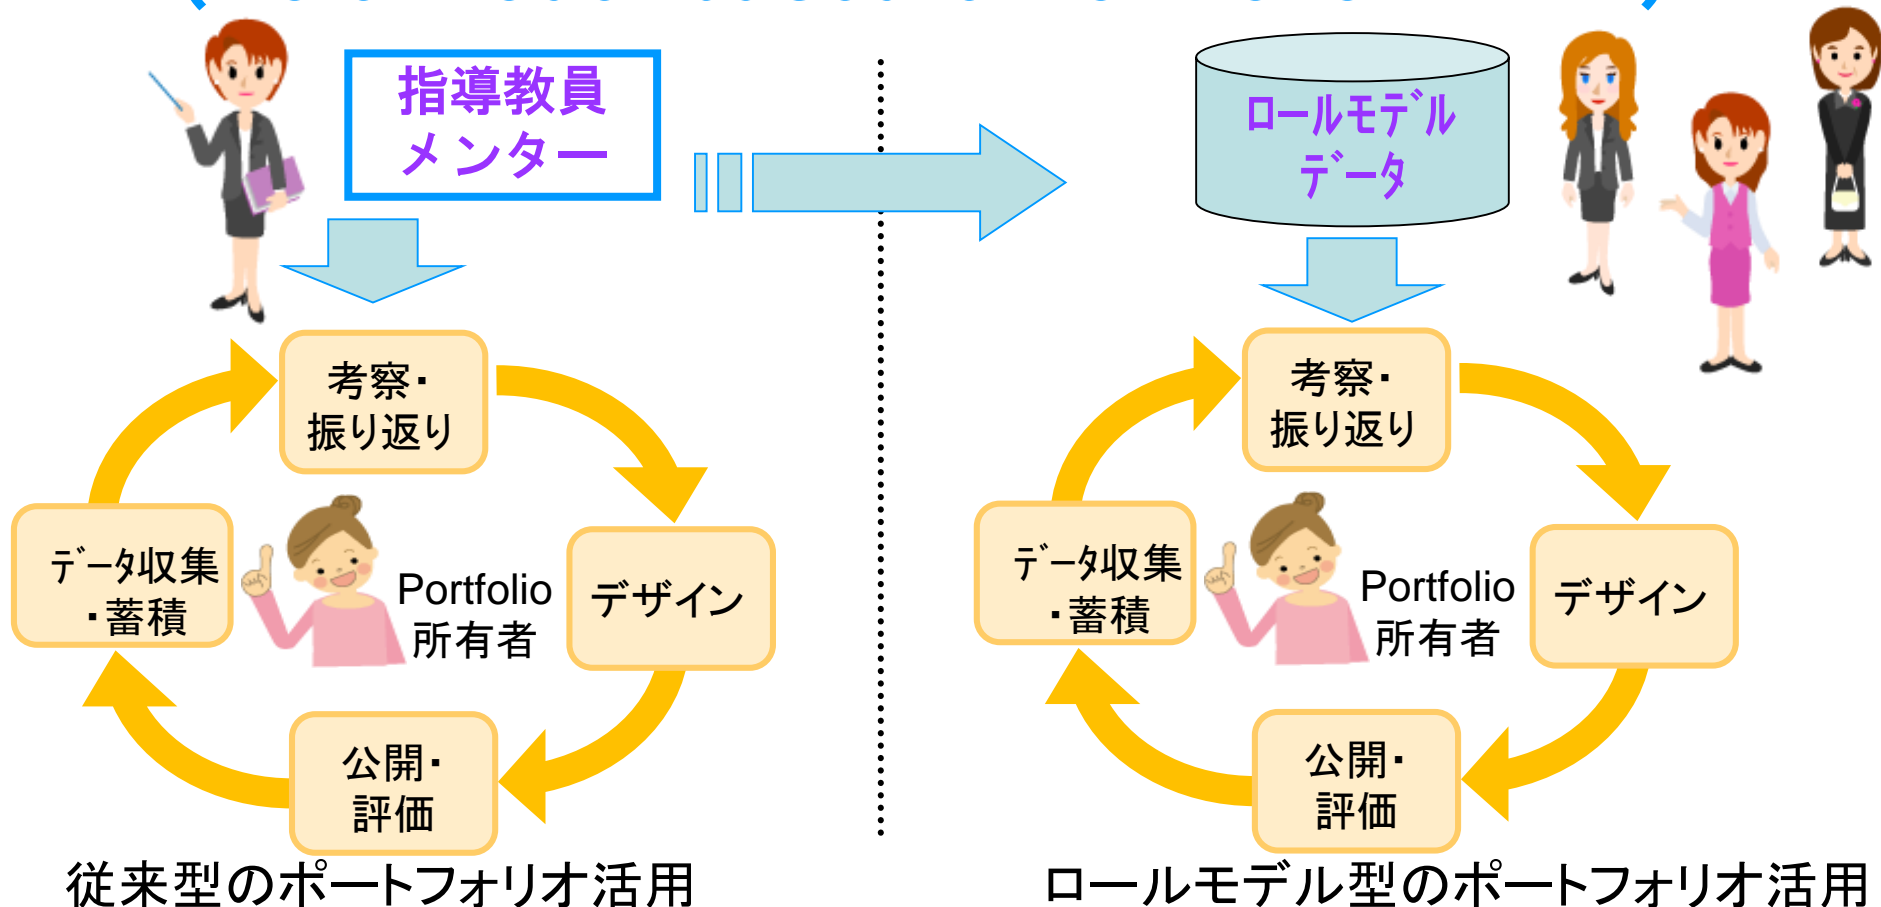 指導教員
メンター
考察・
振り返り
ﾃﾞｰﾀ収集
・蓄積
Portfolio
所有者
デザイン
公開・
評価
従来型のポートフォリオ活用
ﾛｰﾙﾓﾃﾞﾙ
ﾃﾞｰﾀ
考察・
振り返り
ﾃﾞｰﾀ収集
・蓄積
Portfolio
所有者
デザイン
公開・
評価
ロールモデル型のポートフォリオ活用